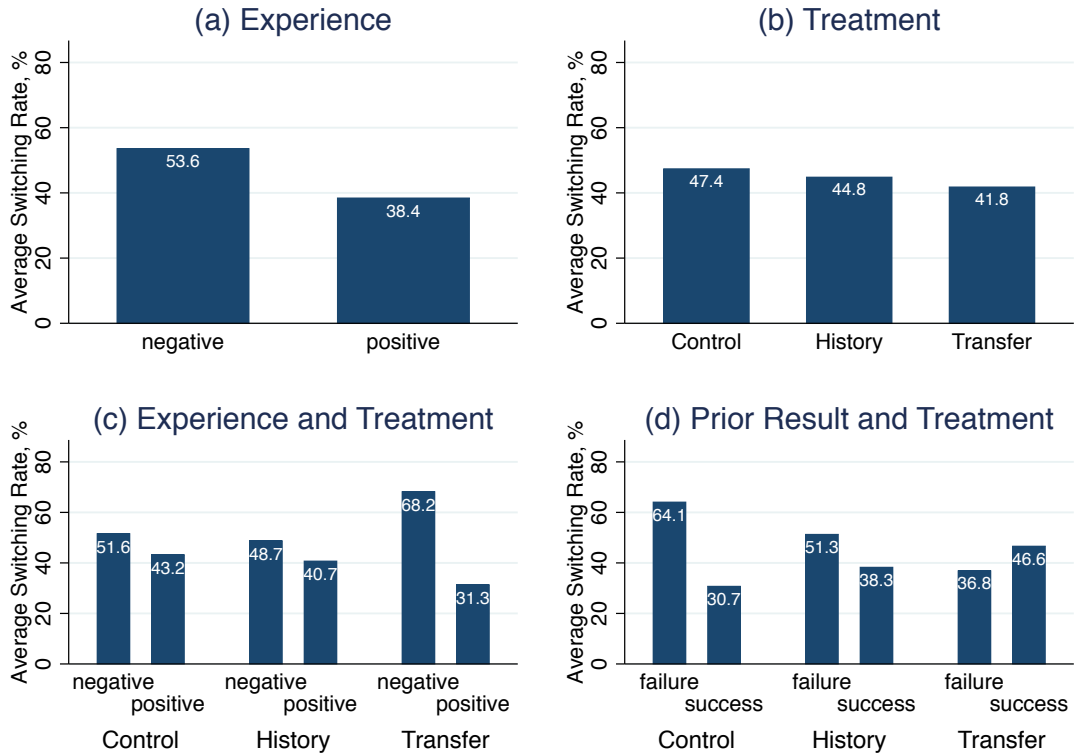 (a) Experience
Average Switching Rate, %
80
60
40
20
0
53.6
38.4
negative
positive
(b) Treatment
Average Switching Rate, %
80
60
40
20
0
47.4
44.8
41.8
Control
History
Transfer
(c) Experience and Treatment
Average Switching Rate, %
80
60
40
20
0
51.6
43.2
48.7
40.7
68.2
31.3
negative
positive
negative
positive
negative
positive
Control
History
Transfer
(d) Prior Result and Treatment
Average Switching Rate, %
80
60
40
20
0
64.1
30.7
51.3
38.3
36.8
46.6
failure
success
failure
success
failure
success
Control
History
Transfer